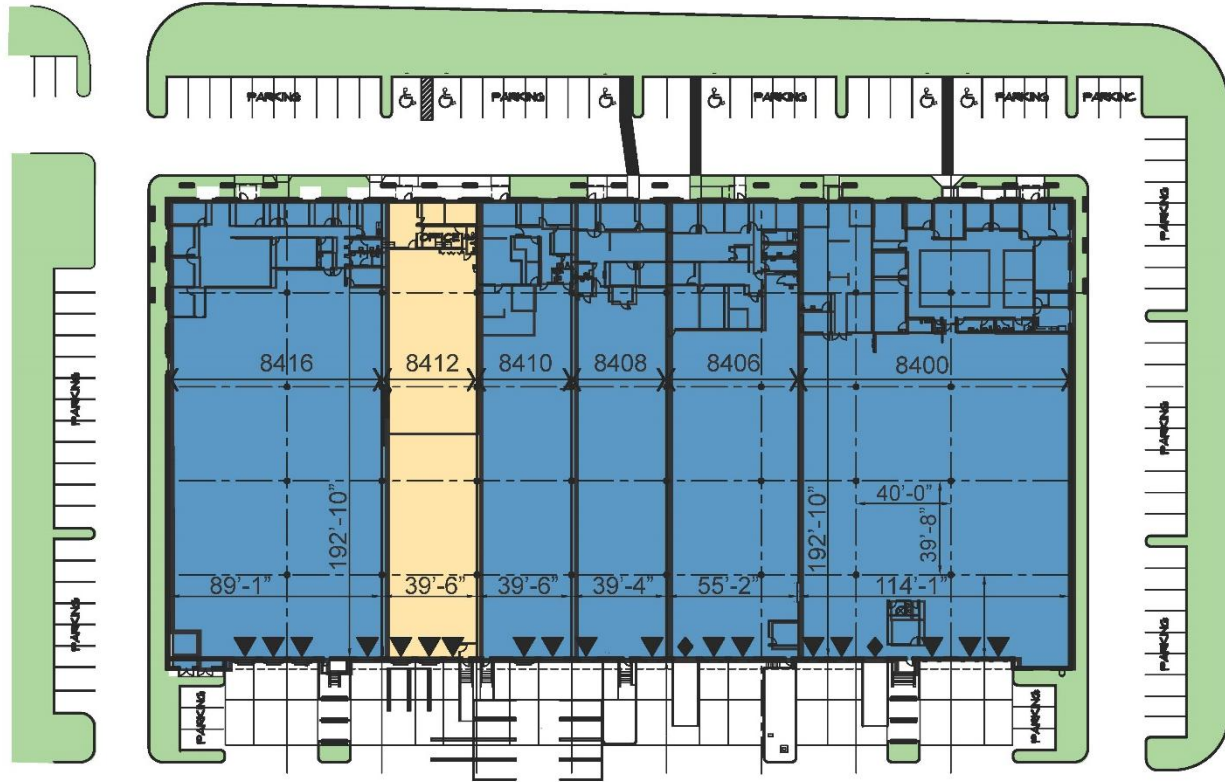 PARKING
PARKING
PARKING
PARKING
PARKING
PARKING
OFFICE
8416
8412
8410
8408
8406
8400
PARKING
PARKING
40'-0"
39'-8"
192'-10"
192'-10"
89'-1"
39'-6"
39'-6"
39'-4"
55'-2"
114'-1"
PARKING
PARKING
PARKING
PARKING